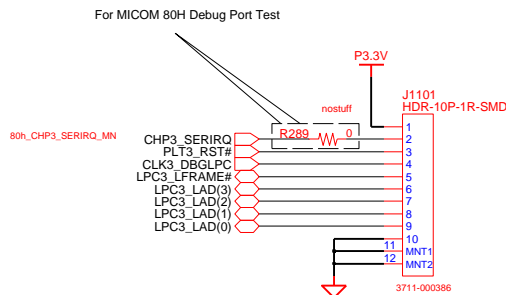 For MICOM 80H Debug Port Test
P3.3V
J1101
HDR-10P-1R-SMD
nostuff
R289 0
80h_CHP3_SERIRQ_MN
CHP3_SERIRQ
PLT3_RST#
CLK3_DBGLPC
LPC3_LFRAME#
LPC3_LAD(3)
LPC3_LAD(2)
LPC3_LAD(1)
LPC3_LAD(0)
1
2
3
4
5
6
7
8
9
10
11 MNT1
12 MNT2
3711-000386